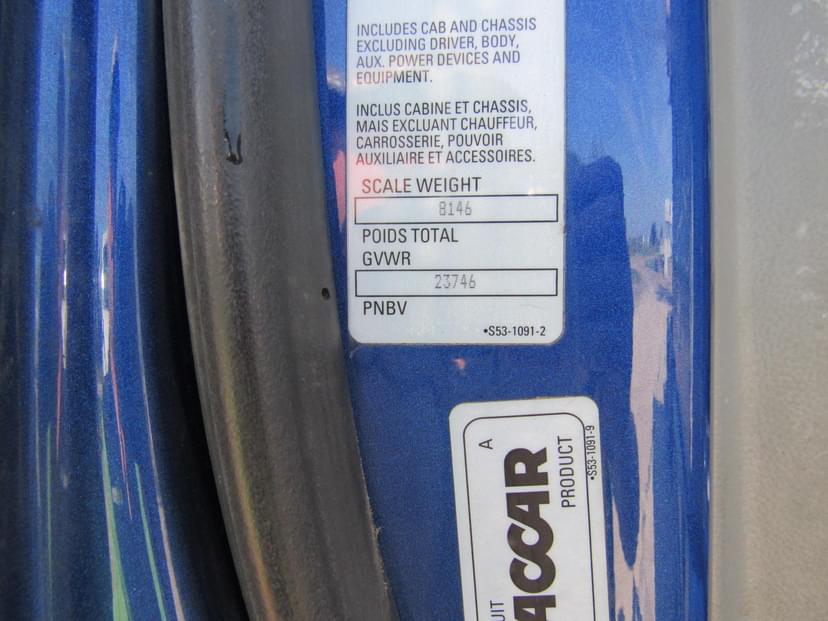 INCLUDES CAB AND CHASSIS
EXCLUDING DRIVER, BODY,
AUX. POWER DEVICES AND
EQUIPMENT.
INCLUS CABINE ET CHASSIS,
MAIS EXCLUANT CHAUFFEUR,
CARROSSERIE, POUVOIR
AUXILIAIRE ET ACCESSOIRES.
SCALE WEIGHT
8146
POIDS TOTAL
GVWR
23746
PNBV
•S53-1091-2
A
ACCAR
PRODUCT
•S53-1091-9
UIT